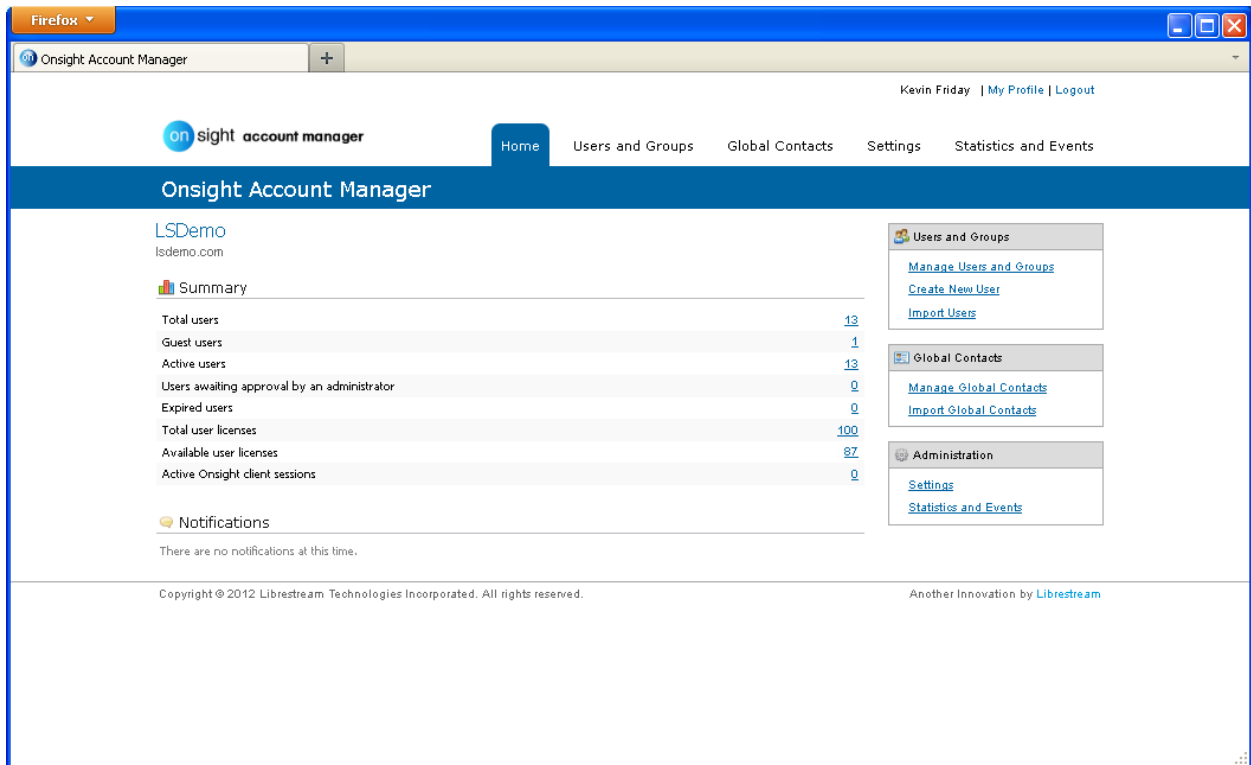 Firefox
Onsight Account Manager
Kevin Friday | My Profile | Logout
on sight account manager
Home Users and Groups Global Contacts Settings Statistics and Events
Onsight Account Manager
LSDemo
lsdemo.com
Summary
Total users 13
Guest users 1
Active users 13
Users awaiting approval by an administrator 0
Expired users 0
Total user licenses 100
Available user licenses 87
Active Onsight client sessions 0
Notifications
There are no notifications at this time.
Users and Groups
Manage Users and Groups
Create New User
Import Users
Global Contacts
Manage Global Contacts
Import Global Contacts
Administration
Settings
Statistics and Events
Copyright © 2012 Librestream Technologies Incorporated. All rights reserved.
Another Innovation by Librestream